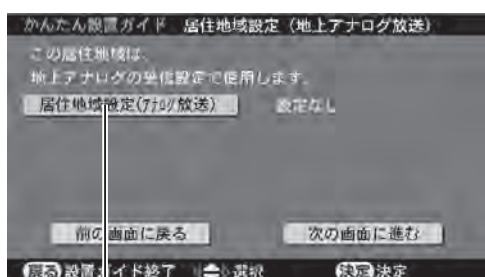 かんたん設置ガイド 居住地域設定（地上アナログ放送）
この居住地域は、
地上アナログの受信設定で使用します。
居住地域設定(ｱﾅﾛｸﾞ放送) 設定なし
前の画面に戻る 次の画面に進む
戻る 設置ガイド終了 選択 決定 決定